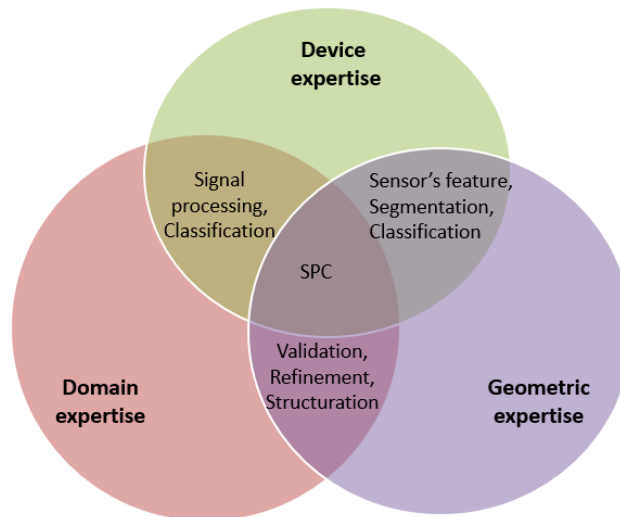 Device
expertise
Signal
processing,
Classification
Sensor's feature,
Segmentation,
Classification
SPC
Validation,
Refinement,
Structuration
Domain
expertise
Geometric
expertise